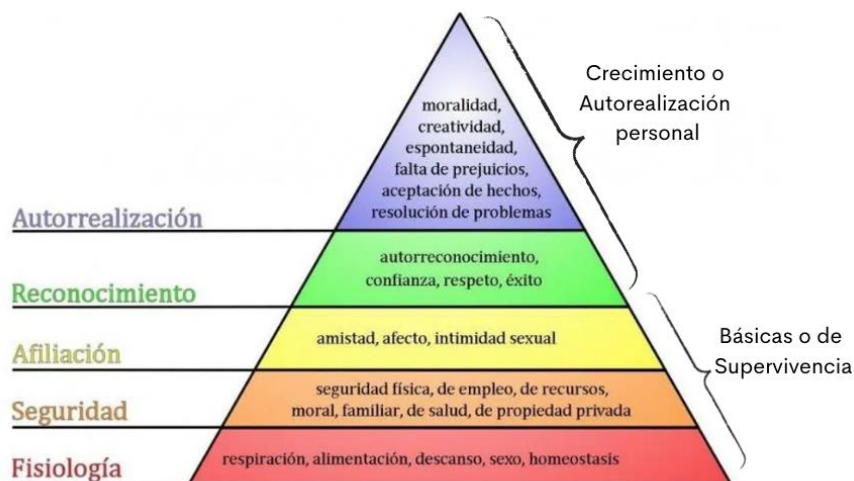 Crecimiento o
Autorealización
personal
moralidad,
creatividad,
espontaneidad,
falta de prejuicios,
aceptación de hechos,
resolución de problemas
Autorrealización
autorreconocimiento,
confianza, respeto, éxito
Reconocimiento
Básicas o de
Supervivencia
amistad, afecto, intimidad sexual
Afiliación
seguridad física, de empleo, de recursos,
moral, familiar, de salud, de propiedad privada
Seguridad
respiración, alimentación, descanso, sexo, homeostasis
Fisiología